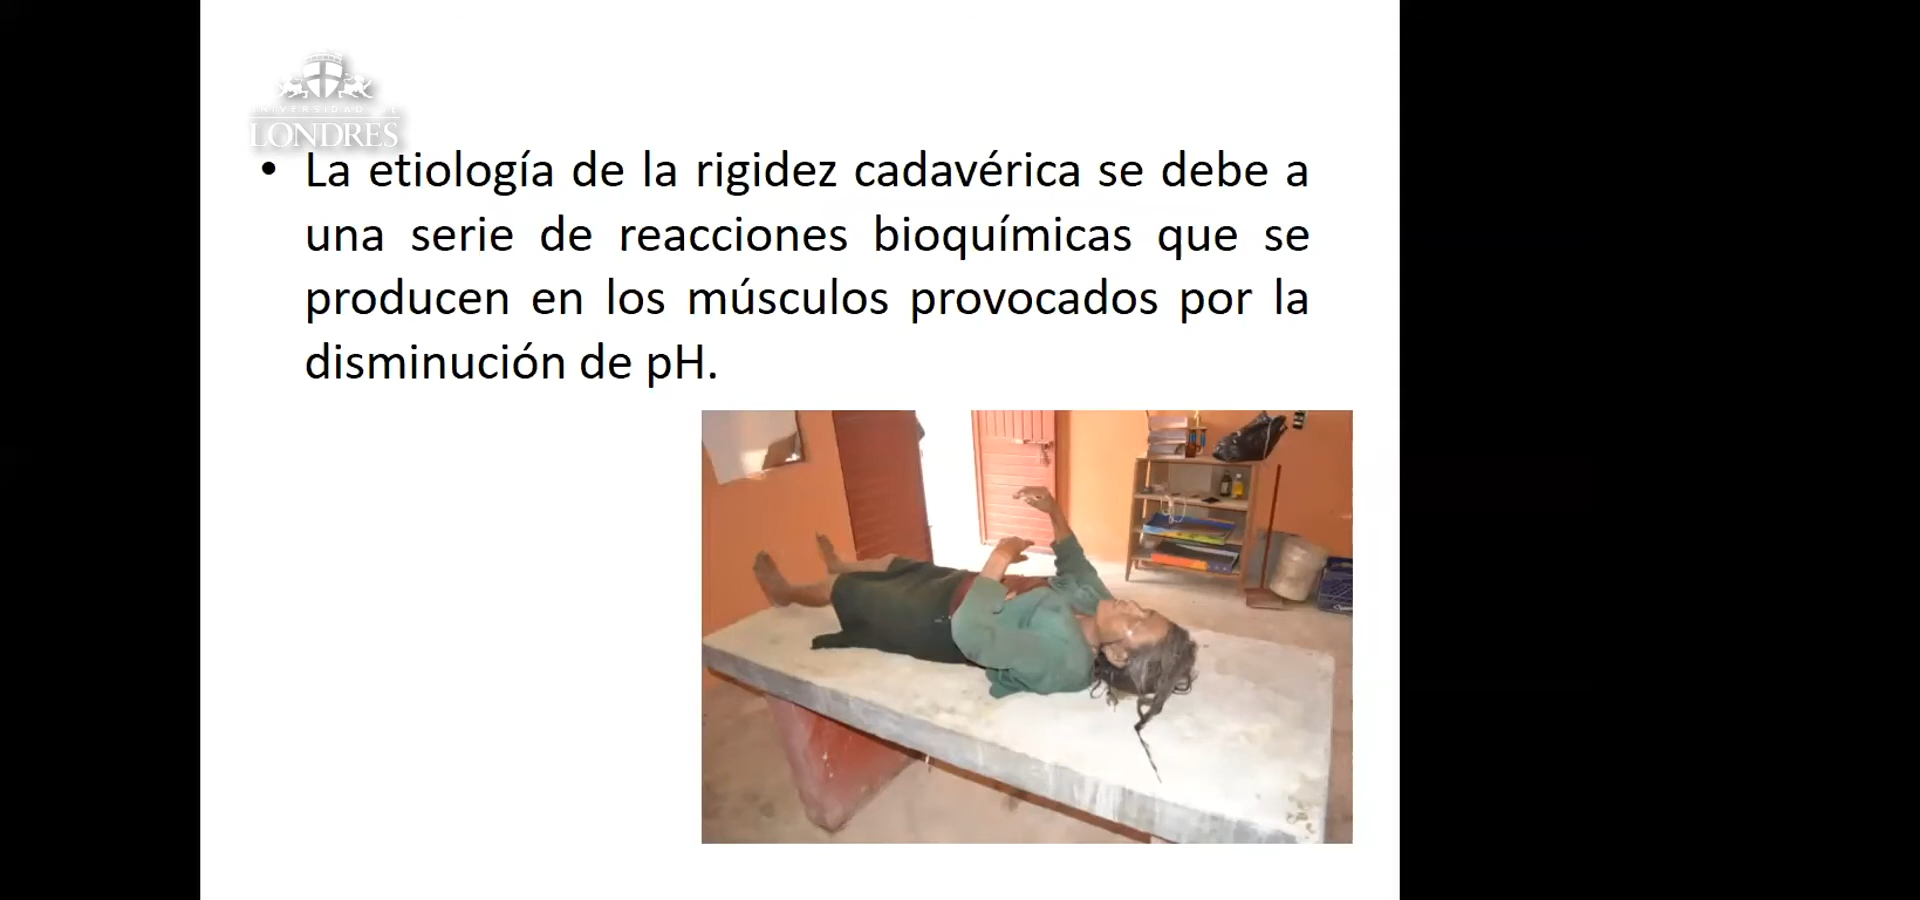 UNIVERSIDAD DE
LONDRES
• La etiología de la rigidez cadavérica se debe a
una serie de reacciones bioquímicas que se
producen en los músculos provocados por la
disminución de pH.